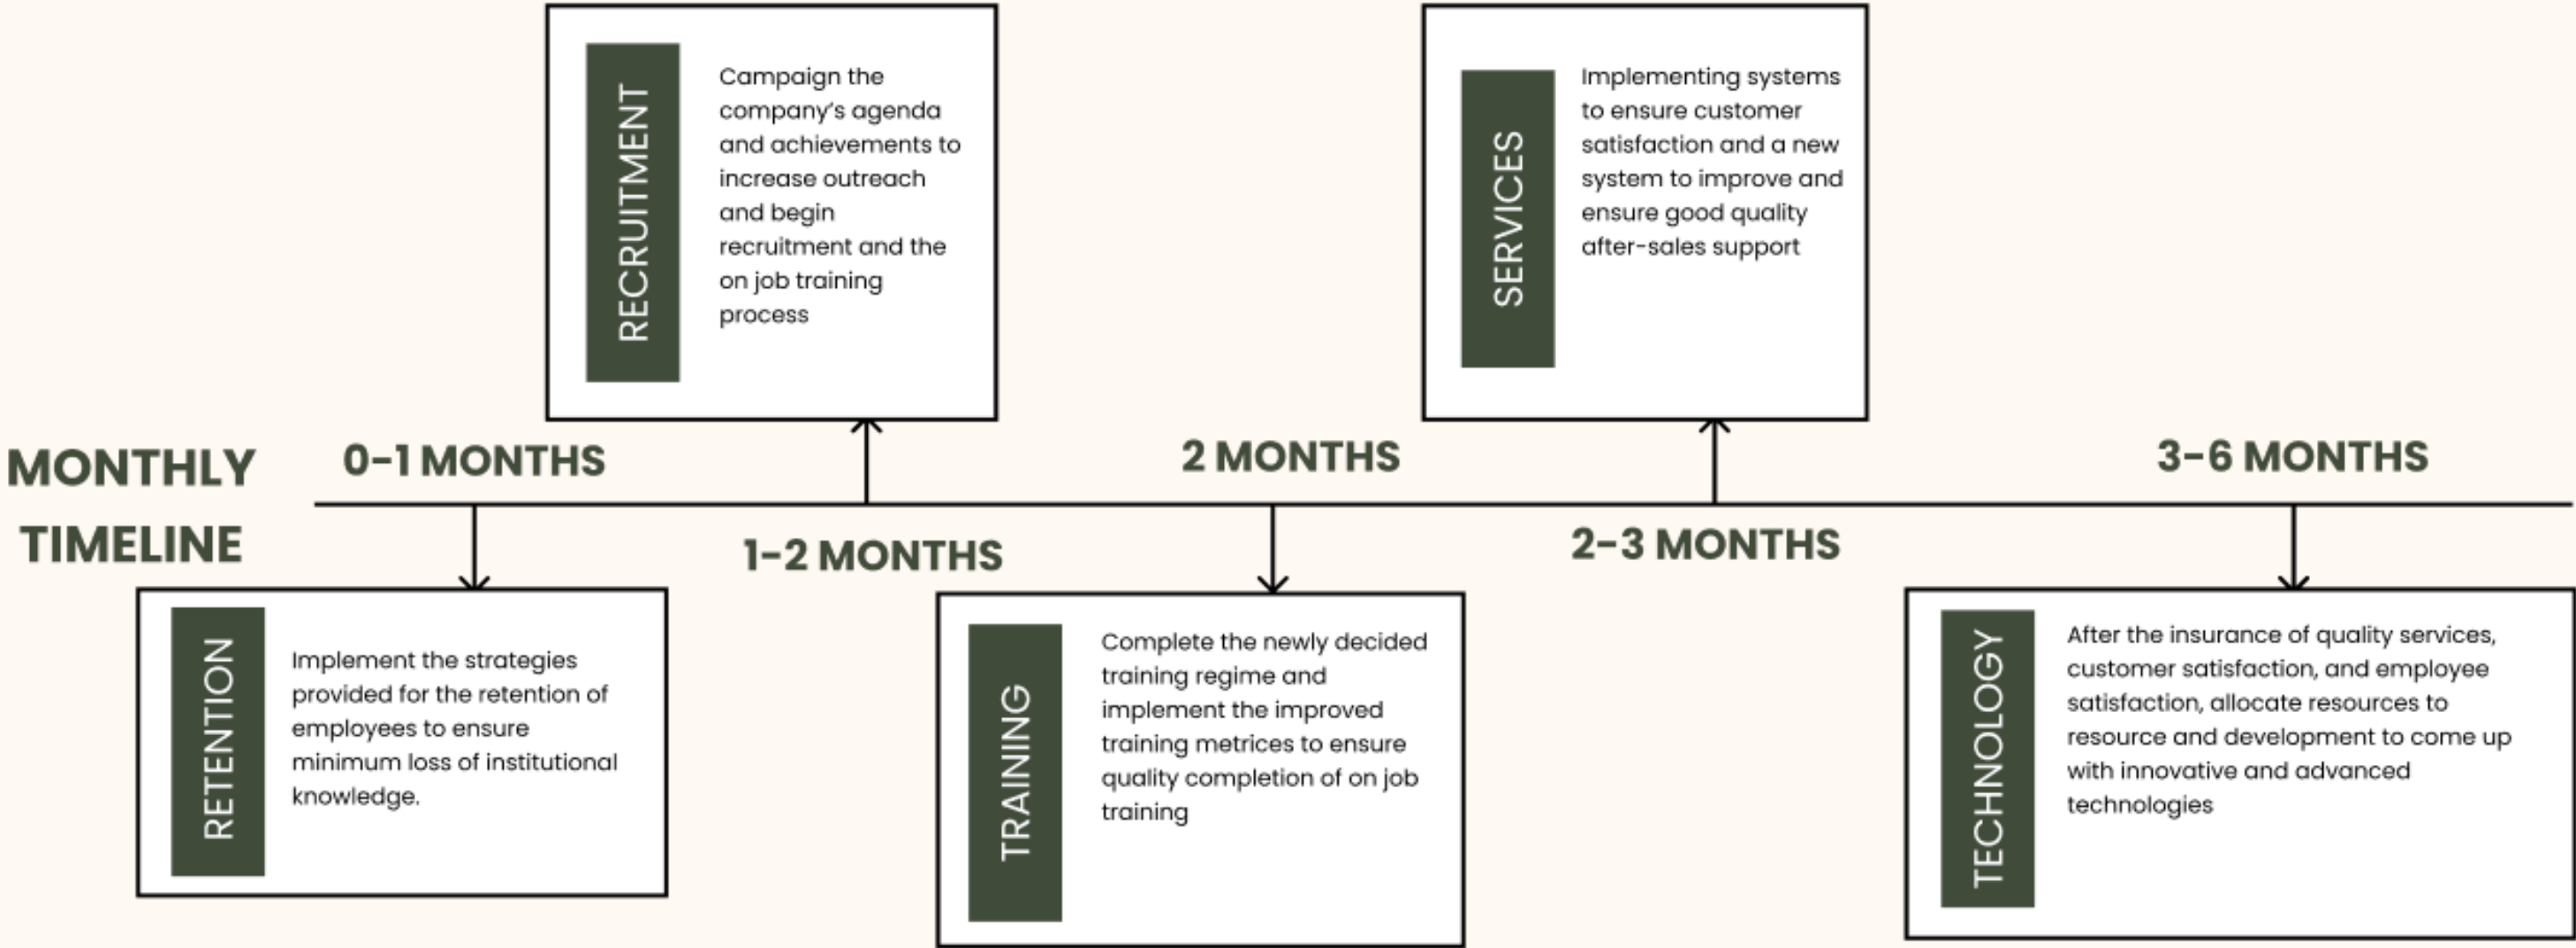 MONTHLY
TIMELINE
0-1 MONTHS
RETENTION
Implement the strategies
provided for the retention of
employees to ensure
minimum loss of institutional
knowledge.
1-2 MONTHS
RECRUITMENT
Campaign the
company's agenda
and achievements to
increase outreach
and begin
recruitment and the
on job training
process
2 MONTHS
TRAINING
Complete the newly decided
training regime and
implement the improved
training metrices to ensure
quality completion of on job
training
2-3 MONTHS
SERVICES
Implementing systems
to ensure customer
satisfaction and a new
system to improve and
ensure good quality
after-sales support
3-6 MONTHS
TECHNOLOGY
After the insurance of quality services,
customer satisfaction, and employee
satisfaction, allocate resources to
resource and development to come up
with innovative and advanced
technologies